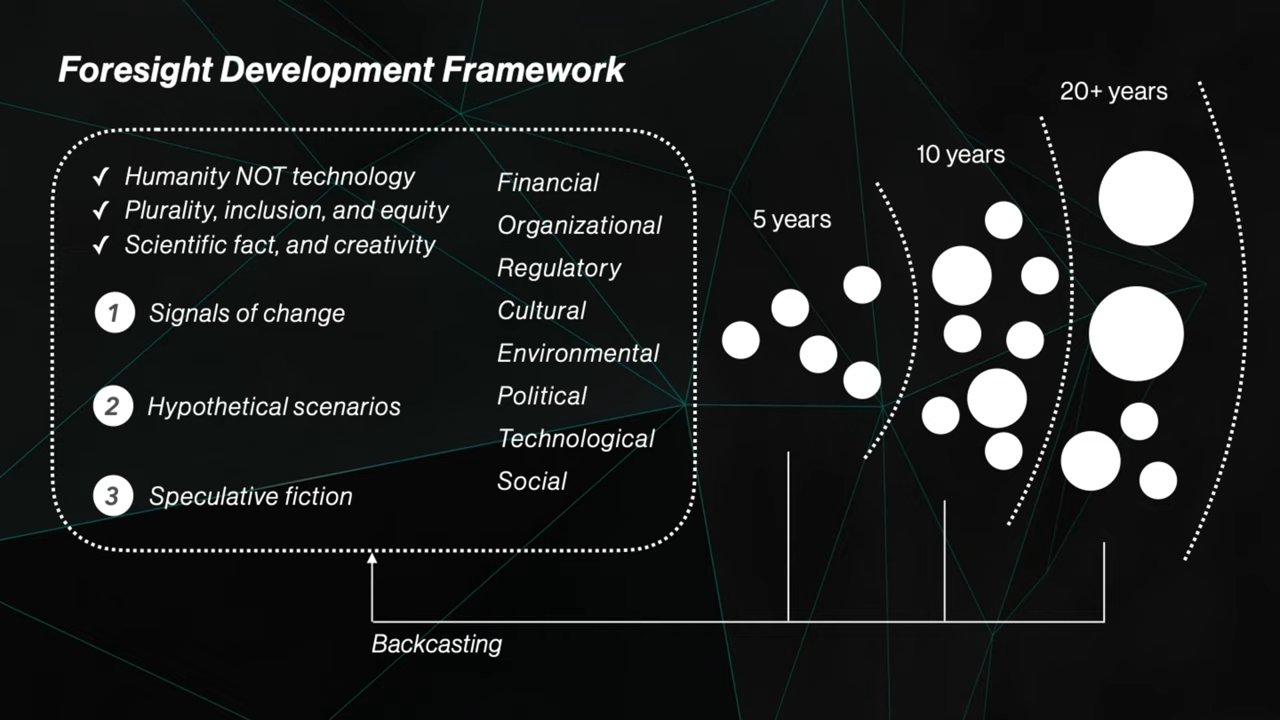 Foresight Development Framework
✓ Humanity NOT technology
✓ Plurality, inclusion, and equity
✓ Scientific fact, and creativity
1 Signals of change
2 Hypothetical scenarios
3 Speculative fiction
Financial
Organizational
Regulatory
Cultural
Environmental
Political
Technological
Social
5 years
10 years
20+ years
Backcasting